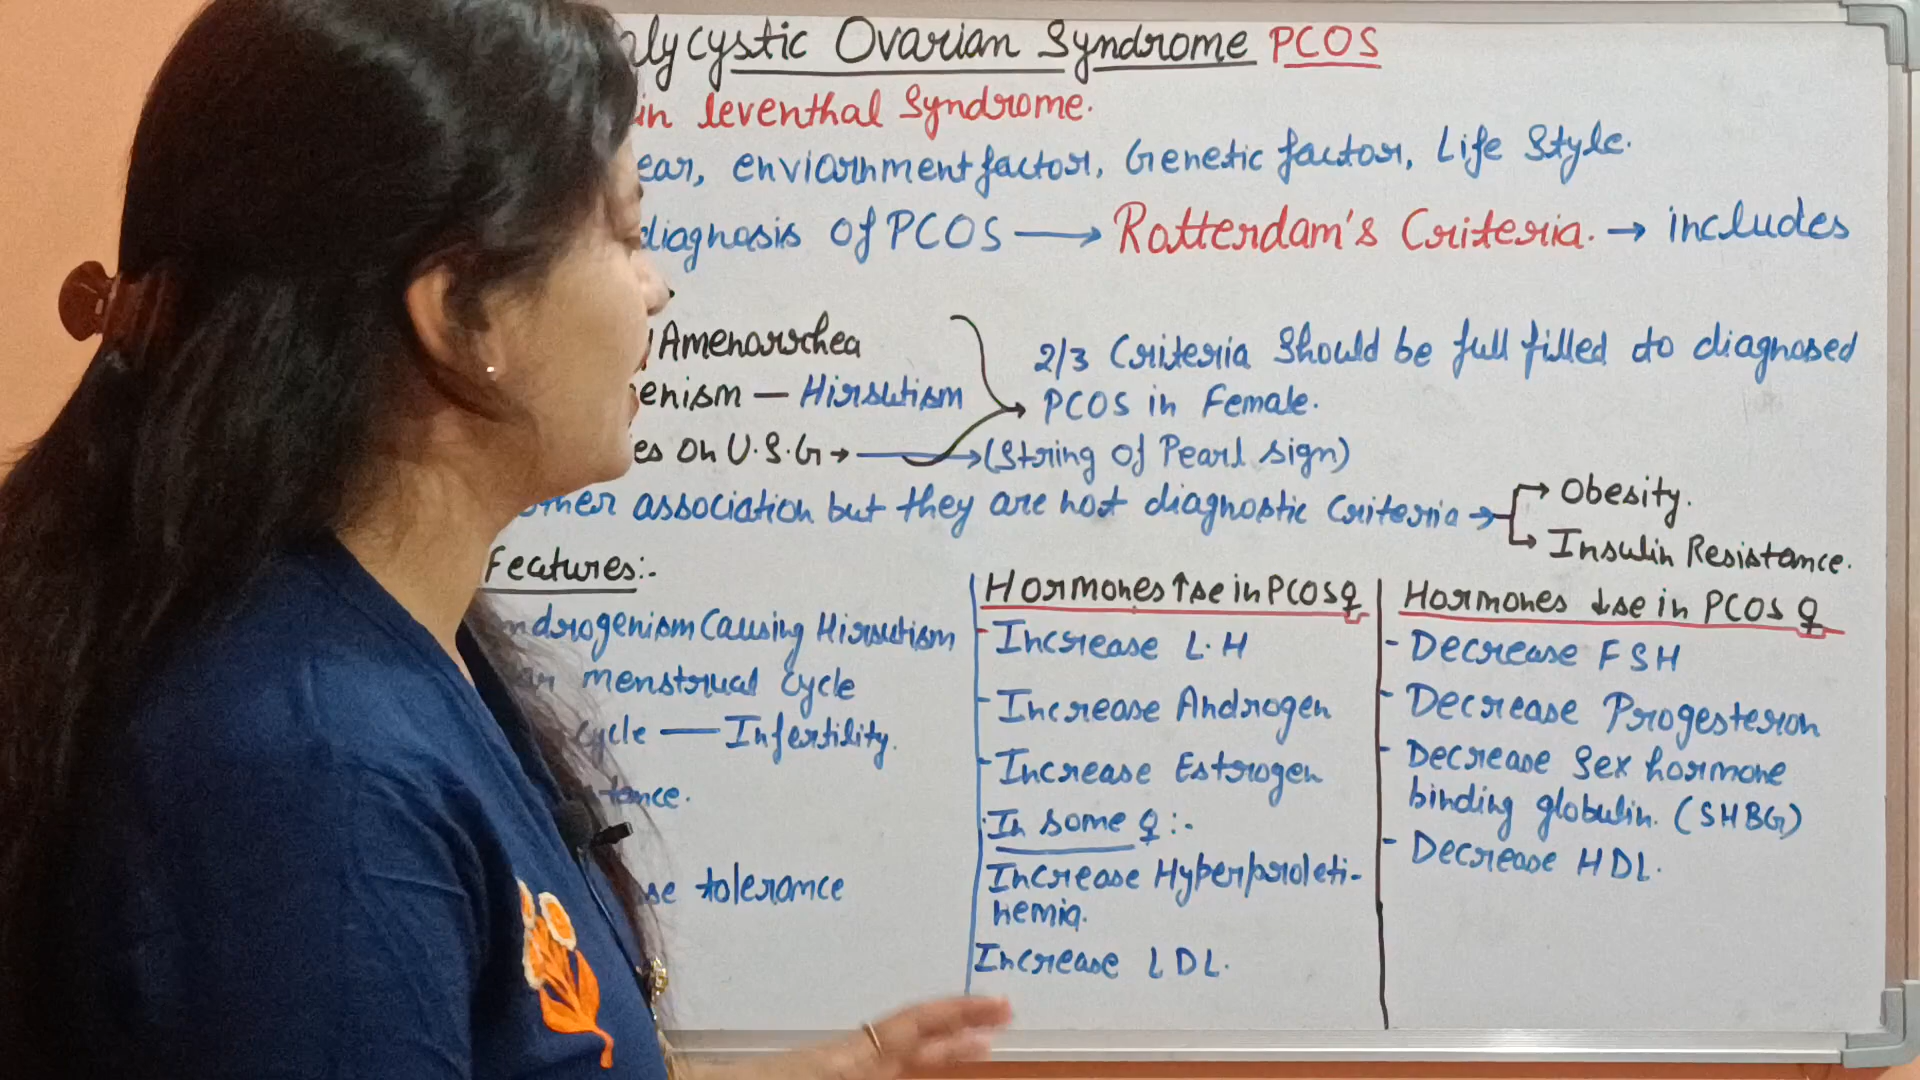 lycystic Ovarian Syndrome PCOS
in leventhal Syndrome.
ear, enviornment factor, Genetic factor, Life Style.
diagnosis of PCOS → Rotterdam's Criteria. → includes
Amenorrhea
2/3 Criteria Should be full filled to diagnosed
enism — Hirsutism
PCOS in Female.
es on U.S.G → → (String of Pearl sign)
other association but they are not diagnostic criteria → → Obesity.
→ Insulin Resistance.
Features:-
ndrogenism Causing Hirsutism
menstrual cycle
cycle — Infertility.
tance.
se tolerance
Hormones ↑se in PCOS ♀
- Increase L.H
- Increase Androgen
- Increase Estrogen
In some ♀:-
Increase Hyperproleti-
nemia.
Increase LDL.
Hormones ↓se in PCOS ♀
- Decrease FSH
- Decrease Progesteron
- Decrease Sex hormone
binding globulin. (SHBG)
- Decrease HDL.